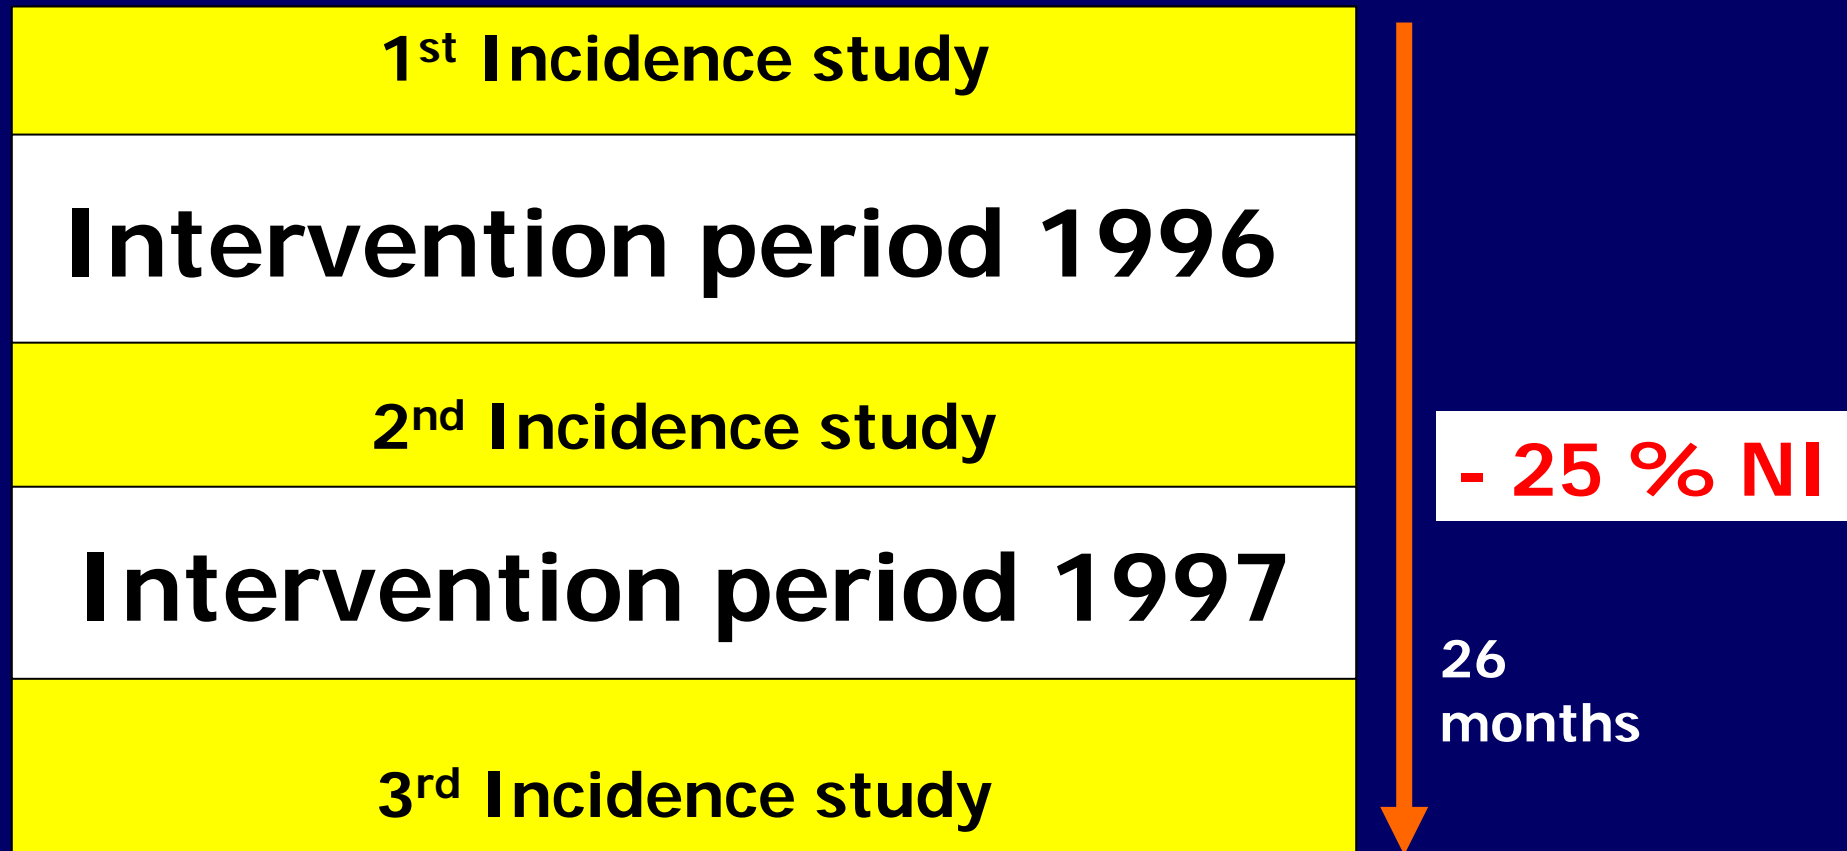 1st Incidence study
Intervention period 1996
2nd Incidence study
- 25 % NI
Intervention period 1997
26
months
3rd Incidence study